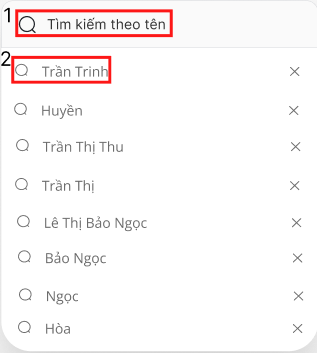 1 Tìm kiếm theo tên
2 Trần Trinh
Huyền
Trần Thị Thu
Trần Thị
Lê Thị Bảo Ngọc
Bảo Ngọc
Ngọc
Hòa